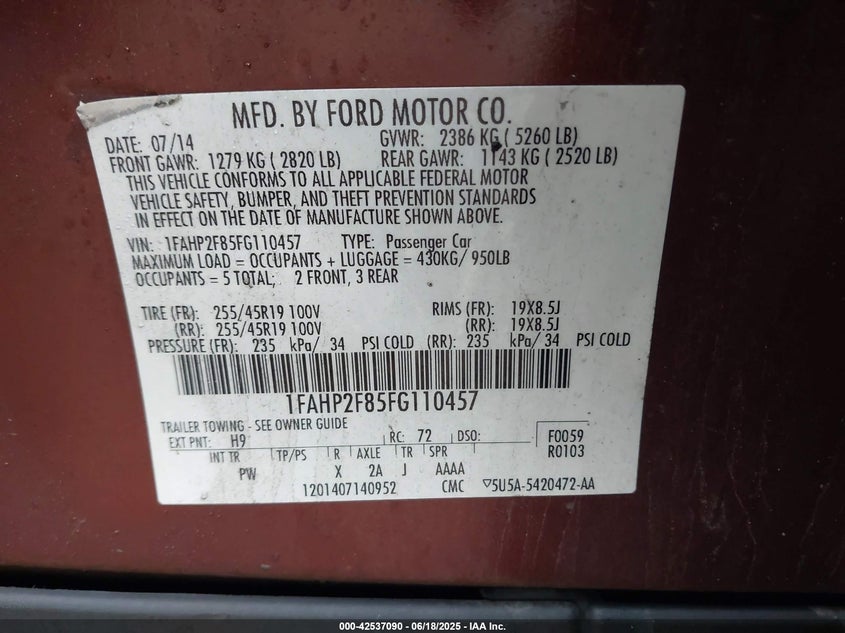 MFD. BY FORD MOTOR CO.
DATE: 07/14 GVWR: 2386 KG ( 5260 LB)
FRONT GAWR: 1279 KG ( 2820 LB) REAR GAWR: 1143 KG ( 2520 LB)
THIS VEHICLE CONFORMS TO ALL APPLICABLE FEDERAL MOTOR
VEHICLE SAFETY, BUMPER, AND THEFT PREVENTION STANDARDS
IN EFFECT ON THE DATE OF MANUFACTURE SHOWN ABOVE.
VIN: 1FAHP2F85FG110457 TYPE: Passenger Car
MAXIMUM LOAD = OCCUPANTS + LUGGAGE = 430KG/ 950LB
OCCUPANTS = 5 TOTAL; 2 FRONT, 3 REAR
TIRE (FR): 255/45R19 100V RIMS (FR): 19X8.5J
(RR): 255/45R19 100V (RR): 19X8.5J
PRESSURE (FR): 235 kPa/ 34 PSI COLD (RR): 235 kPa/ 34 PSI COLD
1FAHP2F85FG110457
TRAILER TOWING - SEE OWNER GUIDE
EXT PNT: H9 RC: 72 DSO: F0059
R0103
INT TR TP/PS R AXLE TR SPR
PW X 2A J AAAA
1201407140952 CMC ▽5U5A-5420472-AA
000-42537090 - 06/18/2025 - IAA Inc.